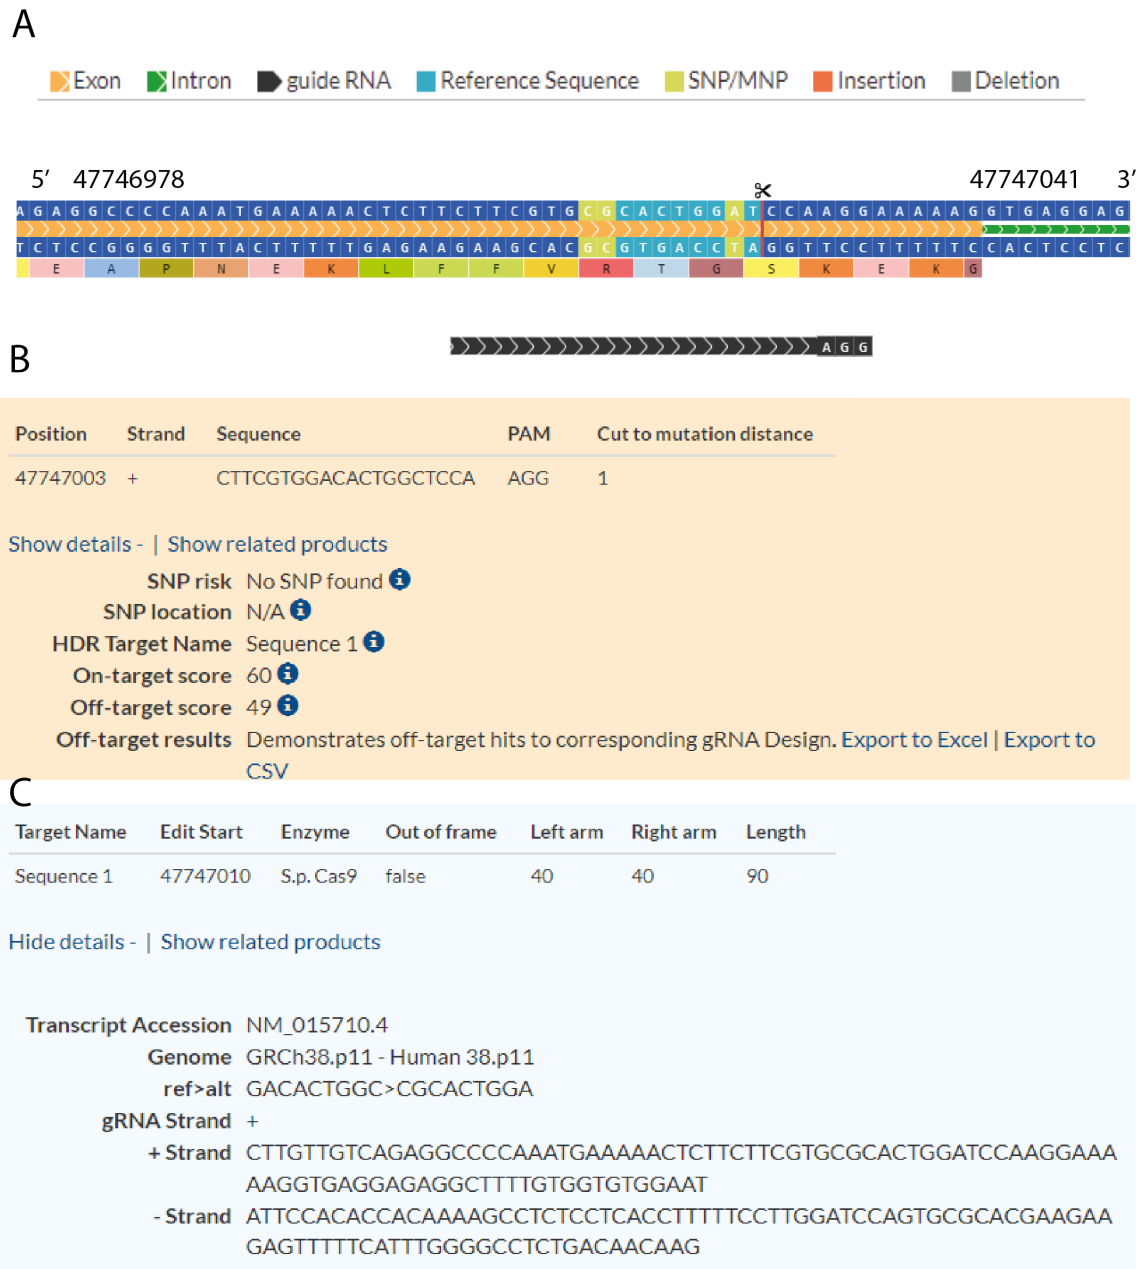 A
Exon Intron guide RNA Reference Sequence SNP/MNP Insertion Deletion
5′ 47746978 47747041 3′
AGAGGCCCCAAATGAAAAACTCTTCTTCGTGCGCACTGGATCCAAGGAAAAAGGTGAGGAG
TCTCCGGGGTTTACTTTTTGAGAAGAAGCACGCGTGACCTAGGTTCCTTTTTCCACTCCTC
E A P N E K L F F V R T G S K E K G
AGG
B
Position Strand Sequence PAM Cut to mutation distance
47747003 + CTTCGTGGACACTGGCTCCA AGG 1
Show details - | Show related products
SNP risk No SNP found
SNP location N/A
HDR Target Name Sequence 1
On-target score 60
Off-target score 49
Off-target results Demonstrates off-target hits to corresponding gRNA Design. Export to Excel | Export to
CSV
C
Target Name Edit Start Enzyme Out of frame Left arm Right arm Length
Sequence 1 47747010 S.p. Cas9 false 40 40 90
Hide details - | Show related products
Transcript Accession NM_015710.4
Genome GRCh38.p11 - Human 38.p11
ref>alt GACACTGGC>CGCACTGGA
gRNA Strand +
+ Strand CTTGTTGTCAGAGGCCCCAAATGAAAAACTCTTCTTCGTGCGCACTGGATCCAAGGAAA
AAGGTGAGGAGAGGCTTTTGTGGTGTGGAAT
- Strand ATTCCACACCACAAAAGCCTCTCCTCACCTTTTTCCTTGGATCCAGTGCGCACGAAGAA
GAGTTTTTCATTTGGGGCCTCTGACAACAAG